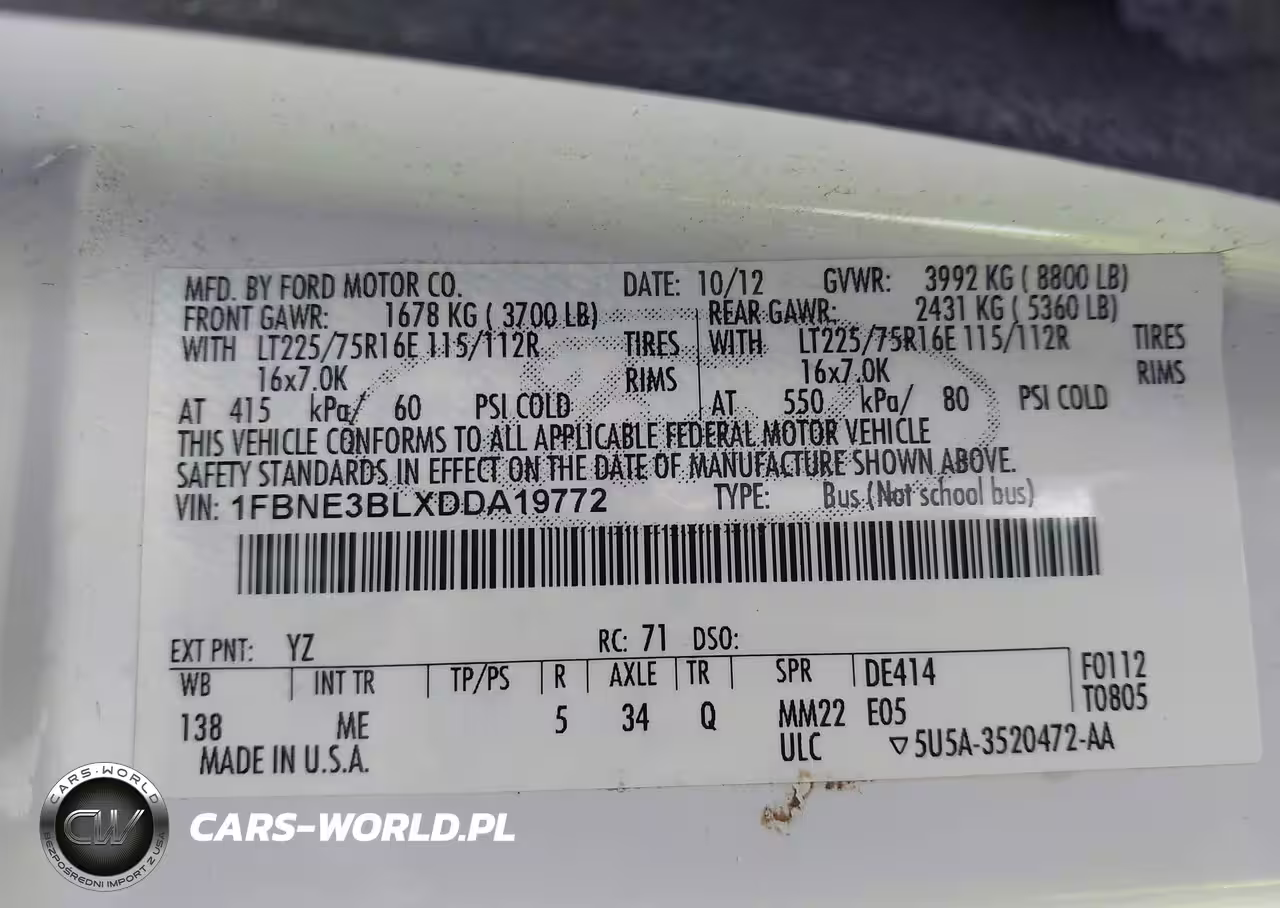 MFD. BY FORD MOTOR CO. DATE: 10/12 GVWR: 3992 KG ( 8800 LB)
FRONT GAWR: 1678 KG ( 3700 LB) REAR GAWR: 2431 KG ( 5360 LB)
WITH LT225/75R16E 115/112R TIRES WITH LT225/75R16E 115/112R TIRES
16x7.0K RIMS 16x7.0K RIMS
AT 415 kPa/ 60 PSI COLD AT 550 kPa/ 80 PSI COLD
THIS VEHICLE CONFORMS TO ALL APPLICABLE FEDERAL MOTOR VEHICLE
SAFETY STANDARDS IN EFFECT ON THE DATE OF MANUFACTURE SHOWN ABOVE.
VIN: 1FBNE3BLXDDA19772 TYPE: Bus (Not school bus)
EXT PNT: YZ RC: 71 DSO:
WB INT TR TP/PS R AXLE TR SPR DE414 F0112
138 ME 5 34 Q MM22 E05 T0805
MADE IN U.S.A. ULC ▽5U5A-3520472-AA
CARS-WORLD
CW
BEZPOŚREDNI IMPORT Z USA
CARS-WORLD.PL